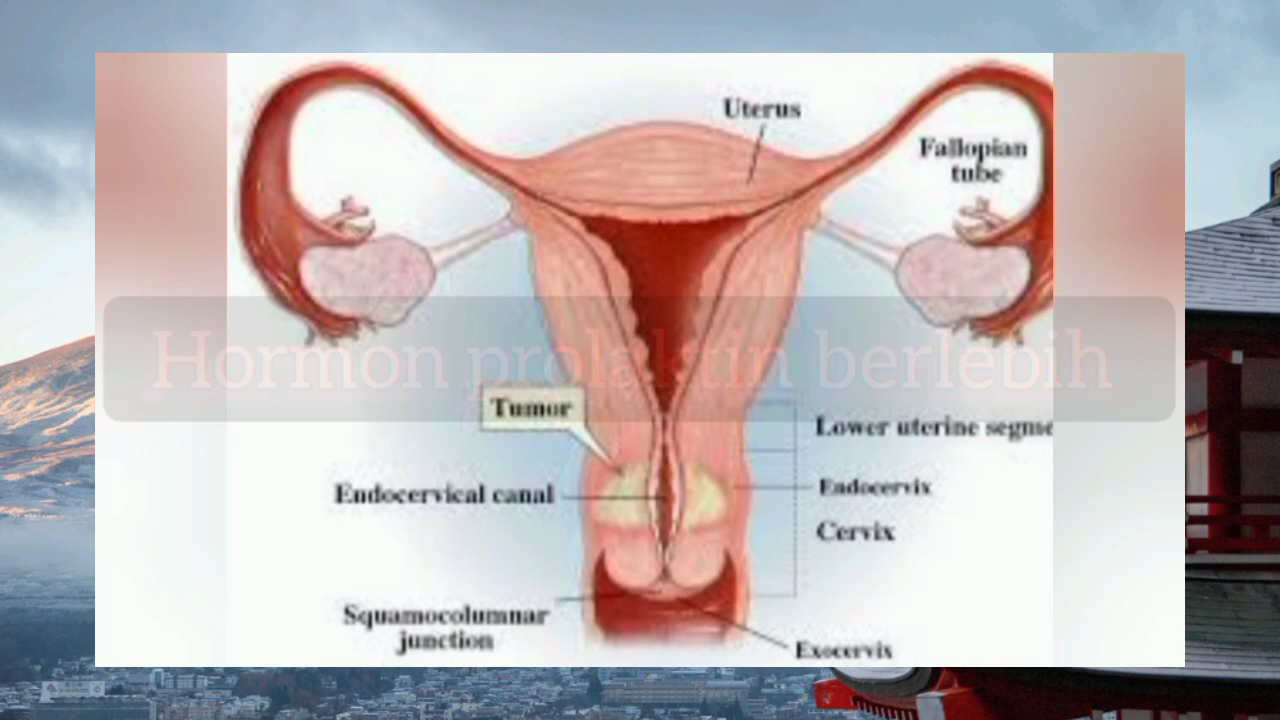 Uterus
Fallopian
tube
Hormon prolaktin berlebih
Tumor
Lower uterine segme
Endocervical canal
Endocervix
Cervix
Squamocolumnar
junction
Exocervix